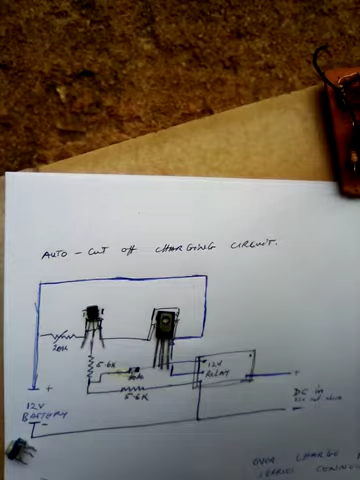 AUTO - CUT OFF CHARGING CIRCUIT.
20K
5.6K
12V
RELAY
+
+
DC in
12V
BATTERY
5.6K
-
-
OVER CHARGE